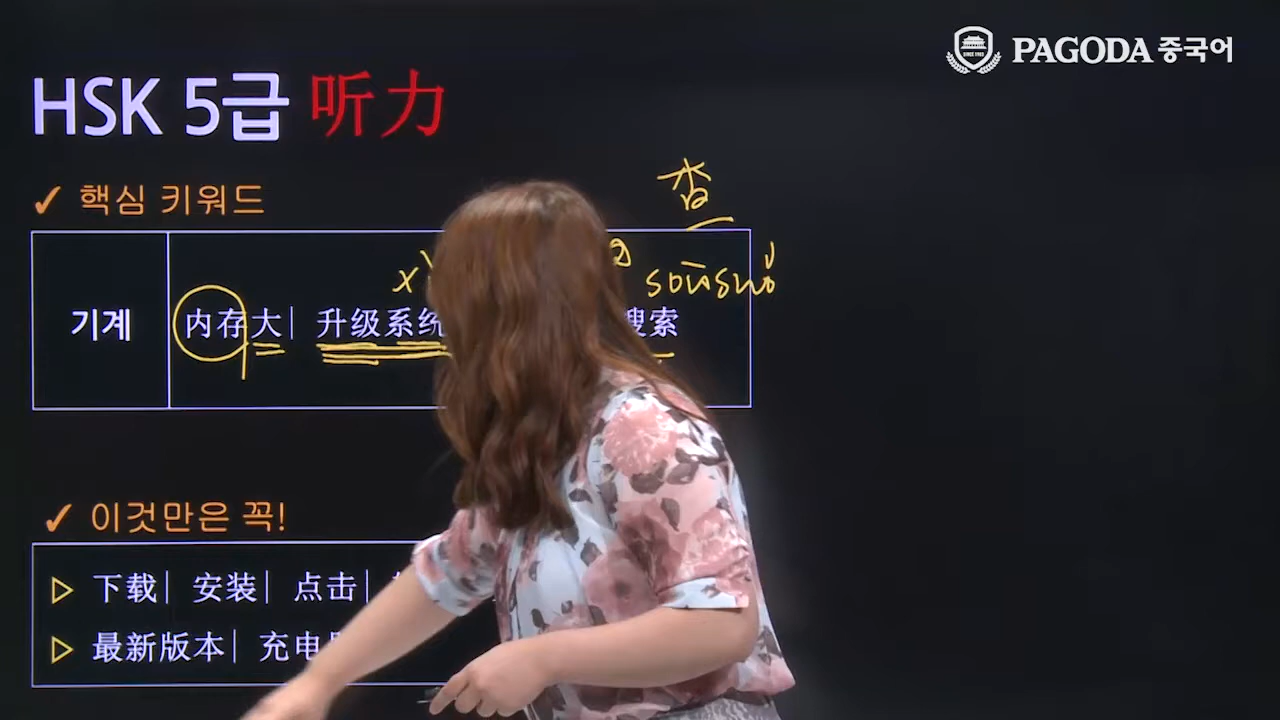 PAGODA 중국어
HSK 5급 听力
✓ 핵심 키워드
查
sōusuǒ
기계
内存大| 升级系统 搜索
✓ 이것만은 꼭!
▷ 下载| 安装| 点击|
▷ 最新版本| 充电